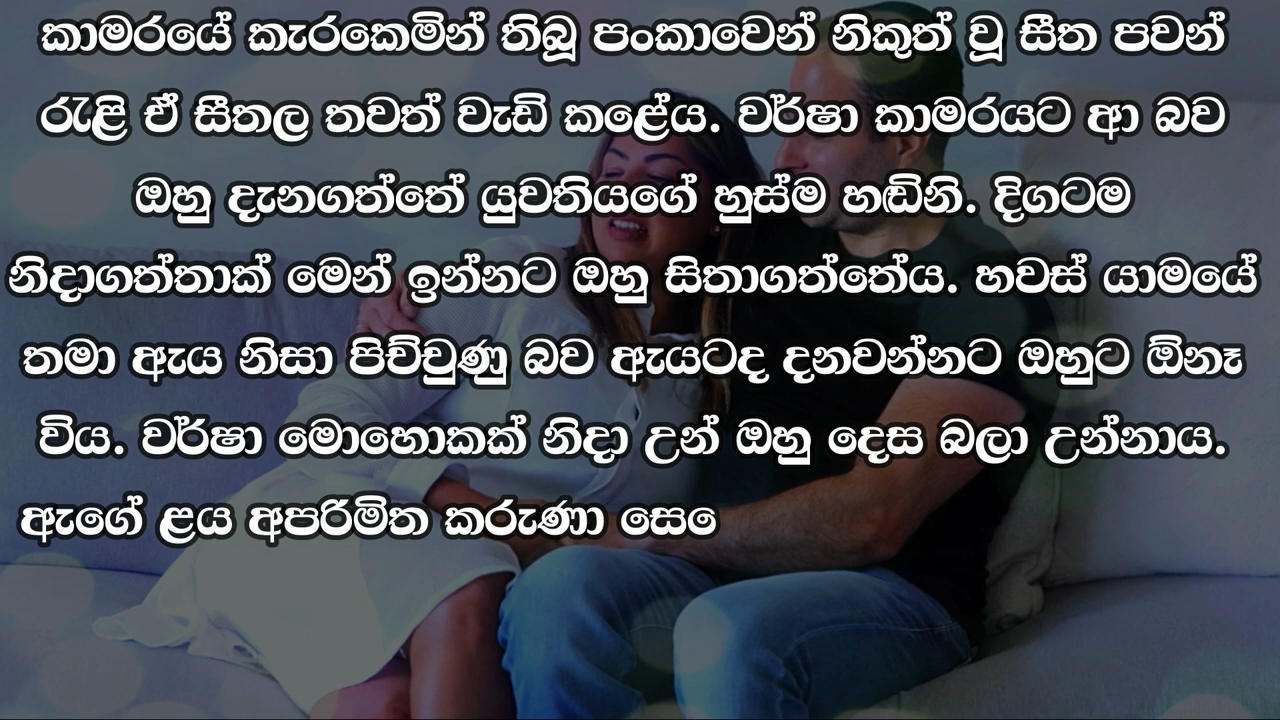 කාමරයේ කැරකෙමින් තිබූ පංකාවෙන් නිකුත් වූ සීත පවන්
රැළි ඒ සීතල තවත් වැඩි කළේය. වර්ෂා කාමරයට ආ බව
ඔහු දැනගත්තේ යුවතියගේ හුස්ම හඬිනි. දිගටම
නිදාගත්තාක් මෙන් ඉන්නට ඔහු සිතාගත්තේය. හවස් යාමයේ
තමා ඇය නිසා පිච්චුණු බව ඇයටද දනවන්නට ඔහුට ඕනෑ
විය. වර්ෂා මොහොකක් නිදා උන් ඔහු දෙස බලා උන්නාය.
ඇගේ ළය අපරිමිත කරුණා සෙ‍ෙ